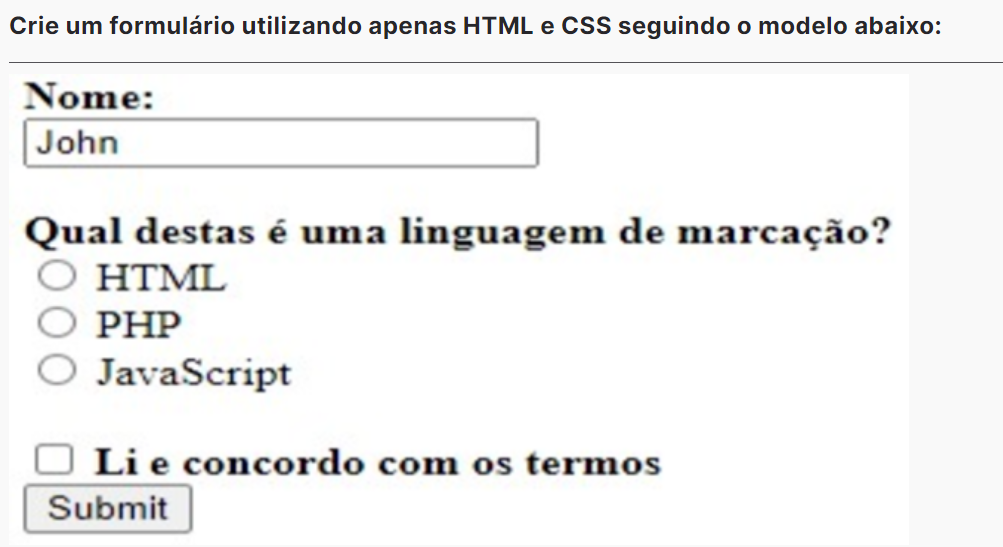 Crie um formulário utilizando apenas HTML e CSS seguindo o modelo abaixo:
Nome:
John
Qual destas é uma linguagem de marcação?
HTML
PHP
JavaScript
Li e concordo com os termos
Submit